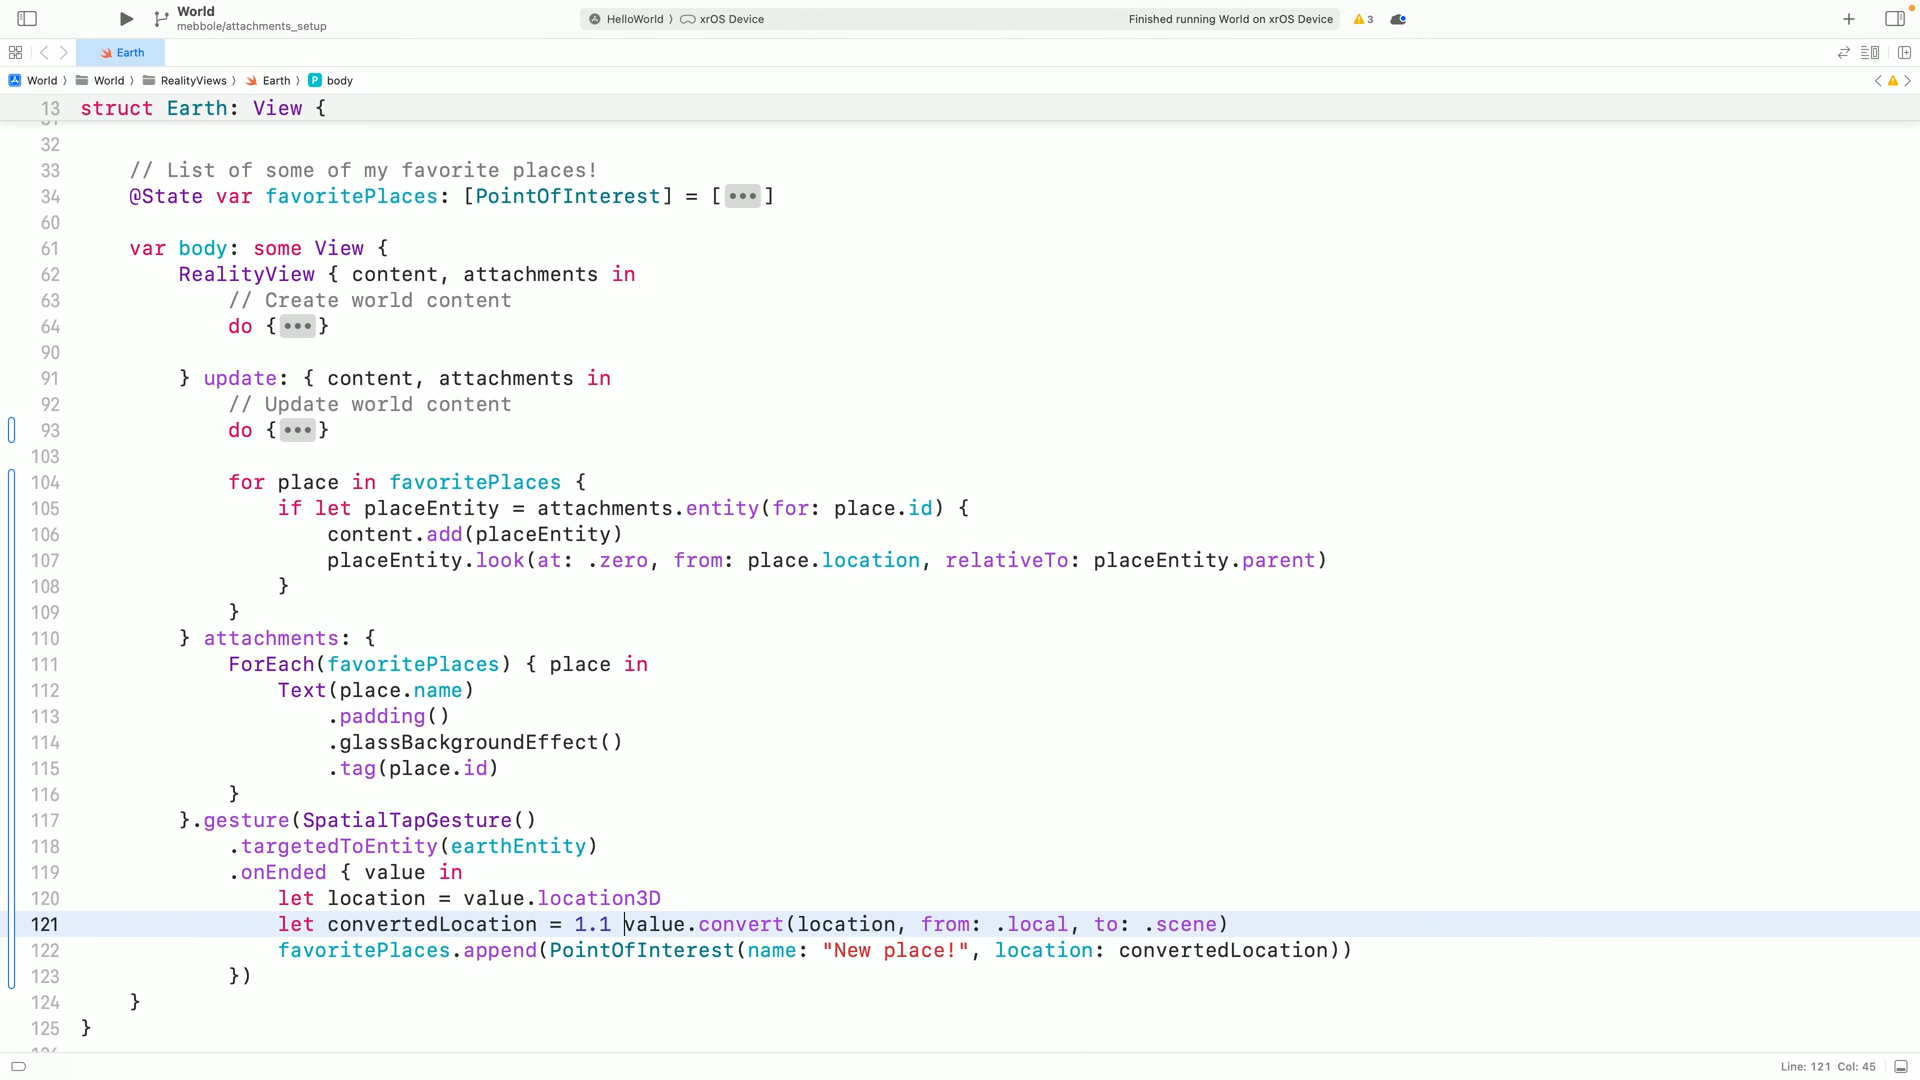 World
mebbole/attachments_setup
HelloWorld 〉 xrOS Device
Finished running World on xrOS Device
3
Earth
World 〉 World 〉 RealityViews 〉 Earth 〉 P body
13 struct Earth: View {
32
33 // List of some of my favorite places!
34 @State var favoritePlaces: [PointOfInterest] = [•••]
60
61 var body: some View {
62 RealityView { content, attachments in
63 // Create world content
64 do {•••}
90
91 } update: { content, attachments in
92 // Update world content
93 do {•••}
103
104 for place in favoritePlaces {
105 if let placeEntity = attachments.entity(for: place.id) {
106 content.add(placeEntity)
107 placeEntity.look(at: .zero, from: place.location, relativeTo: placeEntity.parent)
108 }
109 }
110 } attachments: {
111 ForEach(favoritePlaces) { place in
112 Text(place.name)
113 .padding()
114 .glassBackgroundEffect()
115 .tag(place.id)
116 }
117 }.gesture(SpatialTapGesture()
118 .targetedToEntity(earthEntity)
119 .onEnded { value in
120 let location = value.location3D
121 let convertedLocation = 1.1 value.convert(location, from: .local, to: .scene)
122 favoritePlaces.append(PointOfInterest(name: "New place!", location: convertedLocation))
123 })
124 }
125 }
Line: 121 Col: 45